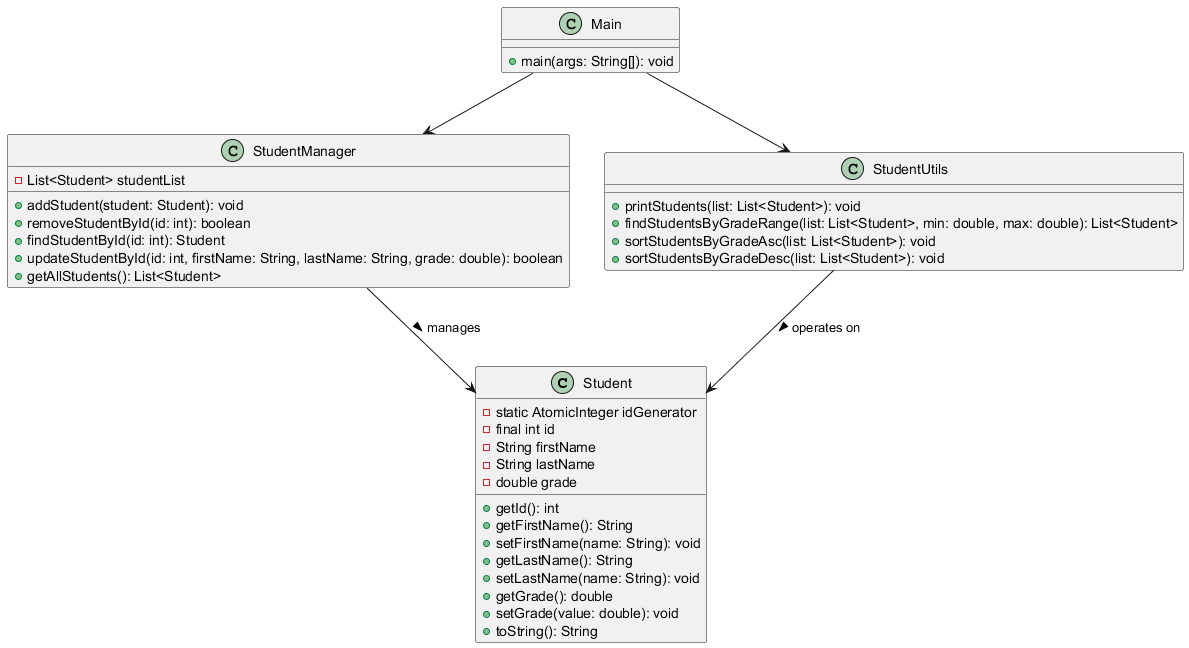 C Main
main(args: String[]): void
C StudentManager
List<Student> studentList
addStudent(student: Student): void
removeStudentById(id: int): boolean
findStudentById(id: int): Student
updateStudentById(id: int, firstName: String, lastName: String, grade: double): boolean
getAllStudents(): List<Student>
C StudentUtils
printStudents(list: List<Student>): void
findStudentsByGradeRange(list: List<Student>, min: double, max: double): List<Student>
sortStudentsByGradeAsc(list: List<Student>): void
sortStudentsByGradeDesc(list: List<Student>): void
manages
operates on
C Student
static AtomicInteger idGenerator
final int id
String firstName
String lastName
double grade
getId(): int
getFirstName(): String
setFirstName(name: String): void
getLastName(): String
setLastName(name: String): void
getGrade(): double
setGrade(value: double): void
toString(): String